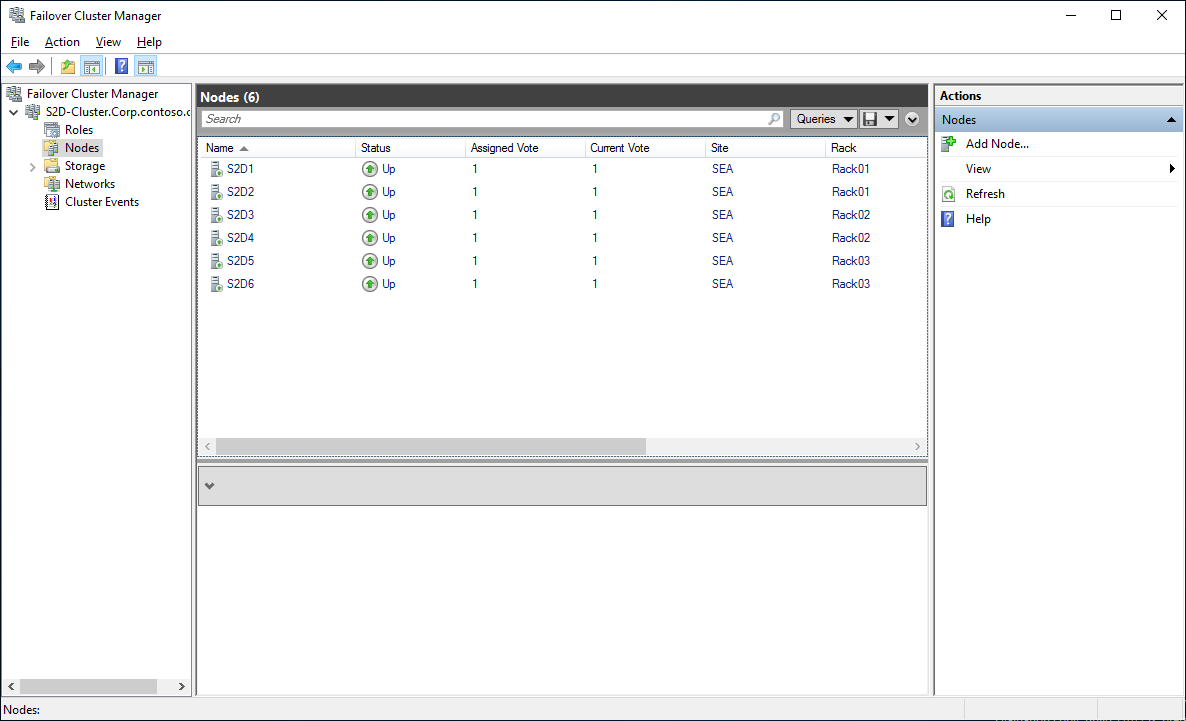 Failover Cluster Manager
File Action View Help
Failover Cluster Manager
S2D-Cluster.Corp.contoso.c
Roles
Nodes
Storage
Networks
Cluster Events
Nodes (6)
Search
Queries
Name Status Assigned Vote Current Vote Site Rack
S2D1 Up 1 1 SEA Rack01
S2D2 Up 1 1 SEA Rack01
S2D3 Up 1 1 SEA Rack02
S2D4 Up 1 1 SEA Rack02
S2D5 Up 1 1 SEA Rack03
S2D6 Up 1 1 SEA Rack03
Actions
Nodes
Add Node...
View
Refresh
Help
Nodes: